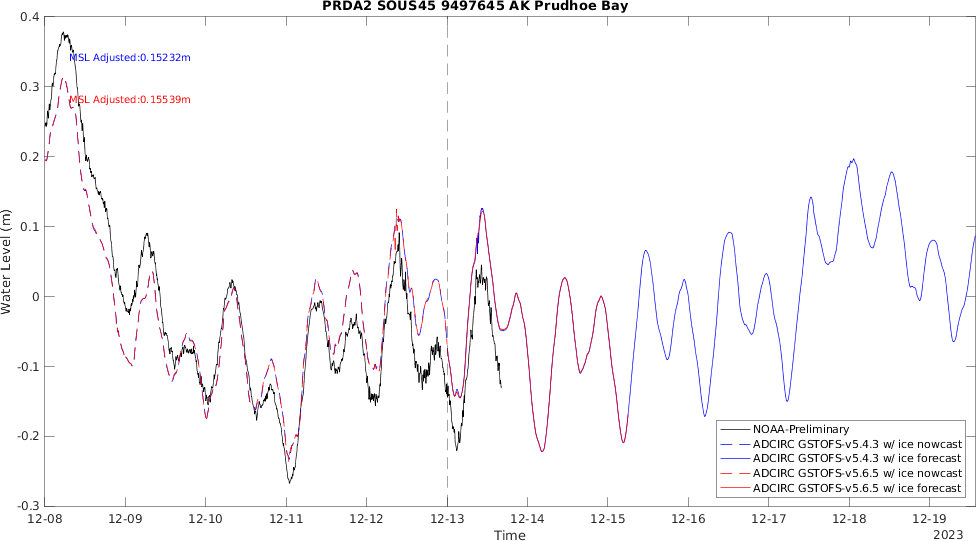 PRDA2 SOUS45 9497645 AK Prudhoe Bay
0.4
MSL Adjusted:0.15232m
0.3
MSL Adjusted:0.15539m
0.2
0.1
0
-0.1
-0.2
-0.3
Water Level (m)
NOAA-Preliminary
ADCIRC GSTOFS-v5.4.3 w/ ice nowcast
ADCIRC GSTOFS-v5.4.3 w/ ice forecast
ADCIRC GSTOFS-v5.6.5 w/ ice nowcast
ADCIRC GSTOFS-v5.6.5 w/ ice forecast
12-08 12-09 12-10 12-11 12-12 12-13 12-14 12-15 12-16 12-17 12-18 12-19
Time
2023